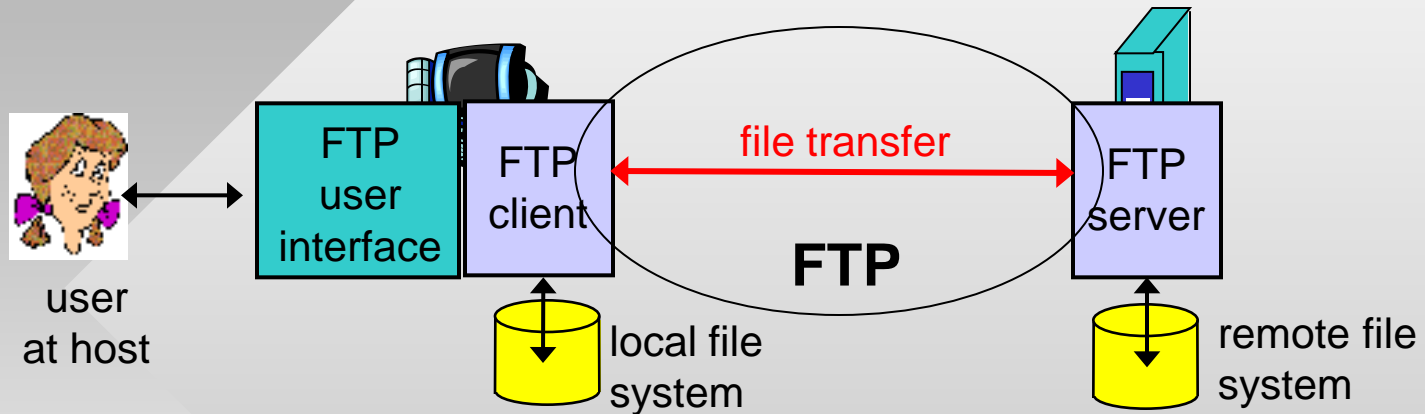 FTP
user
interface
FTP
client
file transfer
FTP
FTP
server
user
at host
local file
system
remote file
system